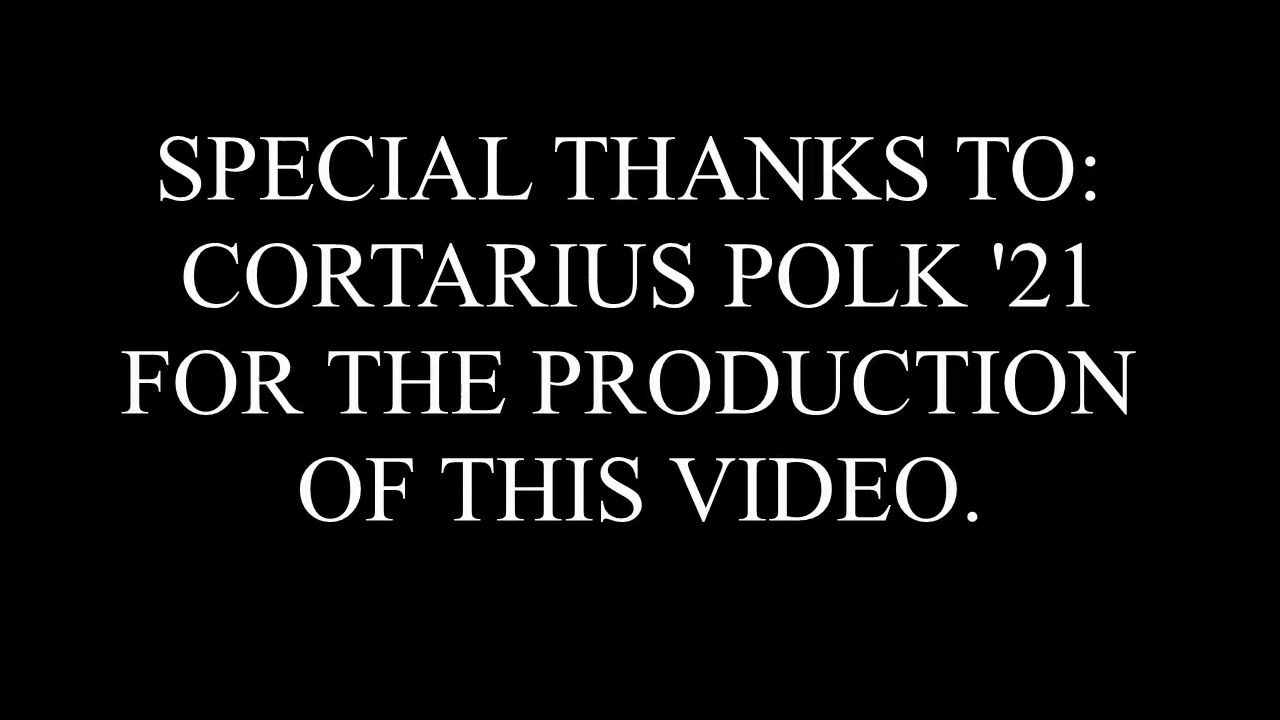 SPECIAL THANKS TO:
CORTARIUS POLK '21
FOR THE PRODUCTION
OF THIS VIDEO.